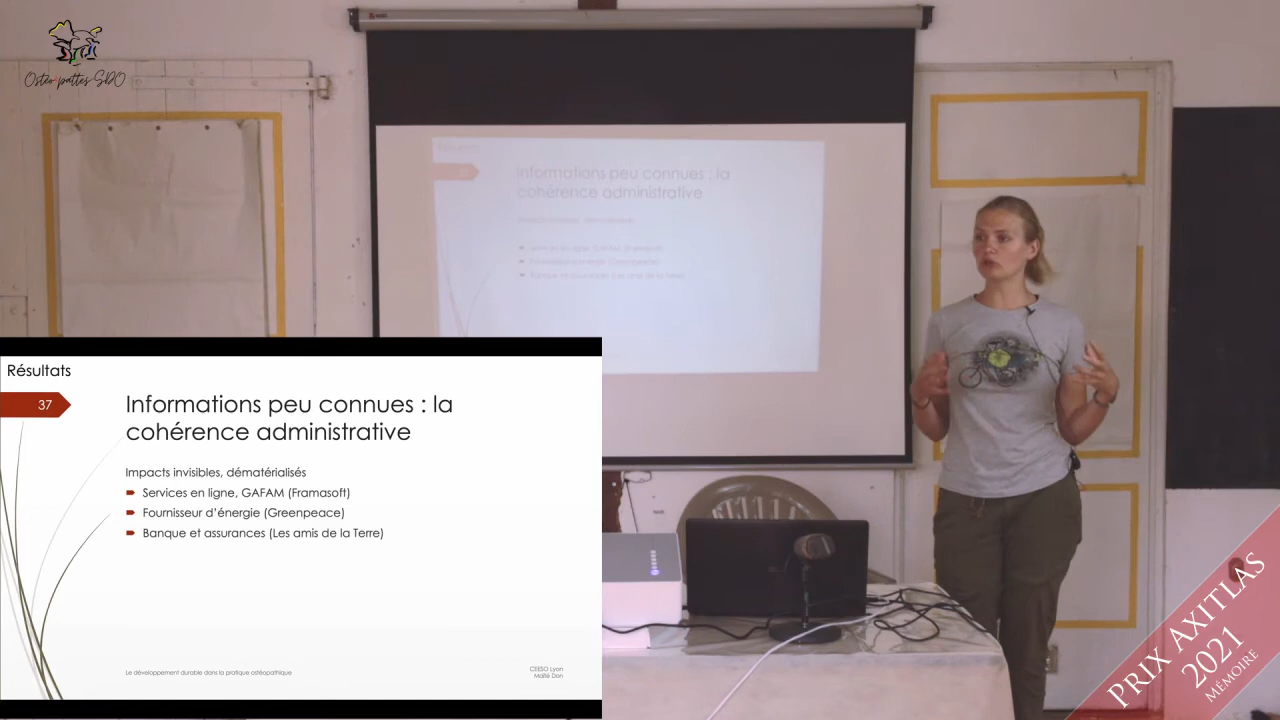 Ostéo pattes SDO
Informations peu connues : la
cohérence administrative
Résultats
37
Informations peu connues : la
cohérence administrative
Impacts invisibles, dématérialisés
Services en ligne, GAFAM (Framasoft)
Fournisseur d'énergie (Greenpeace)
Banque et assurances (Les amis de la Terre)
Le développement durable dans la pratique ostéopathique
CEESO Lyon
Maïté Dan
PRIX AXITLAS
2021
MÉMOIRE